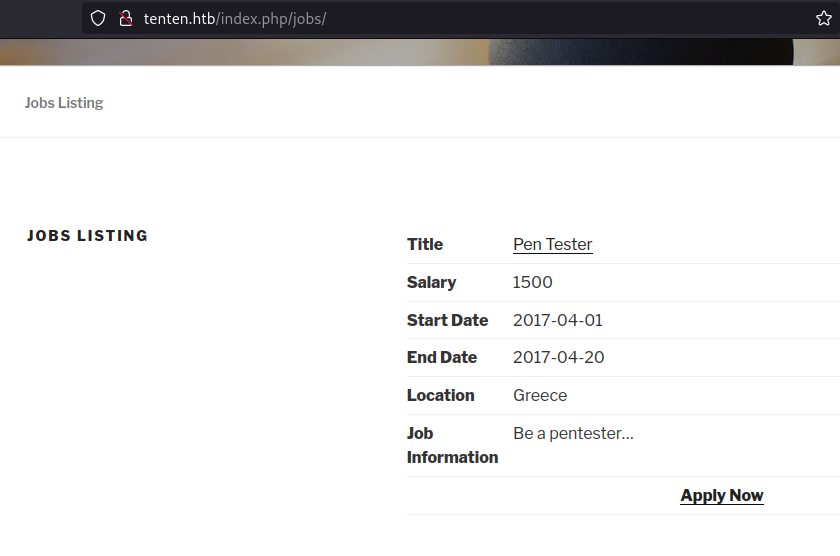 tenten.htb/index.php/jobs/
Jobs Listing
JOBS LISTING
Title Pen Tester
Salary 1500
Start Date 2017-04-01
End Date 2017-04-20
Location Greece
Job Be a pentester...
Information
Apply Now